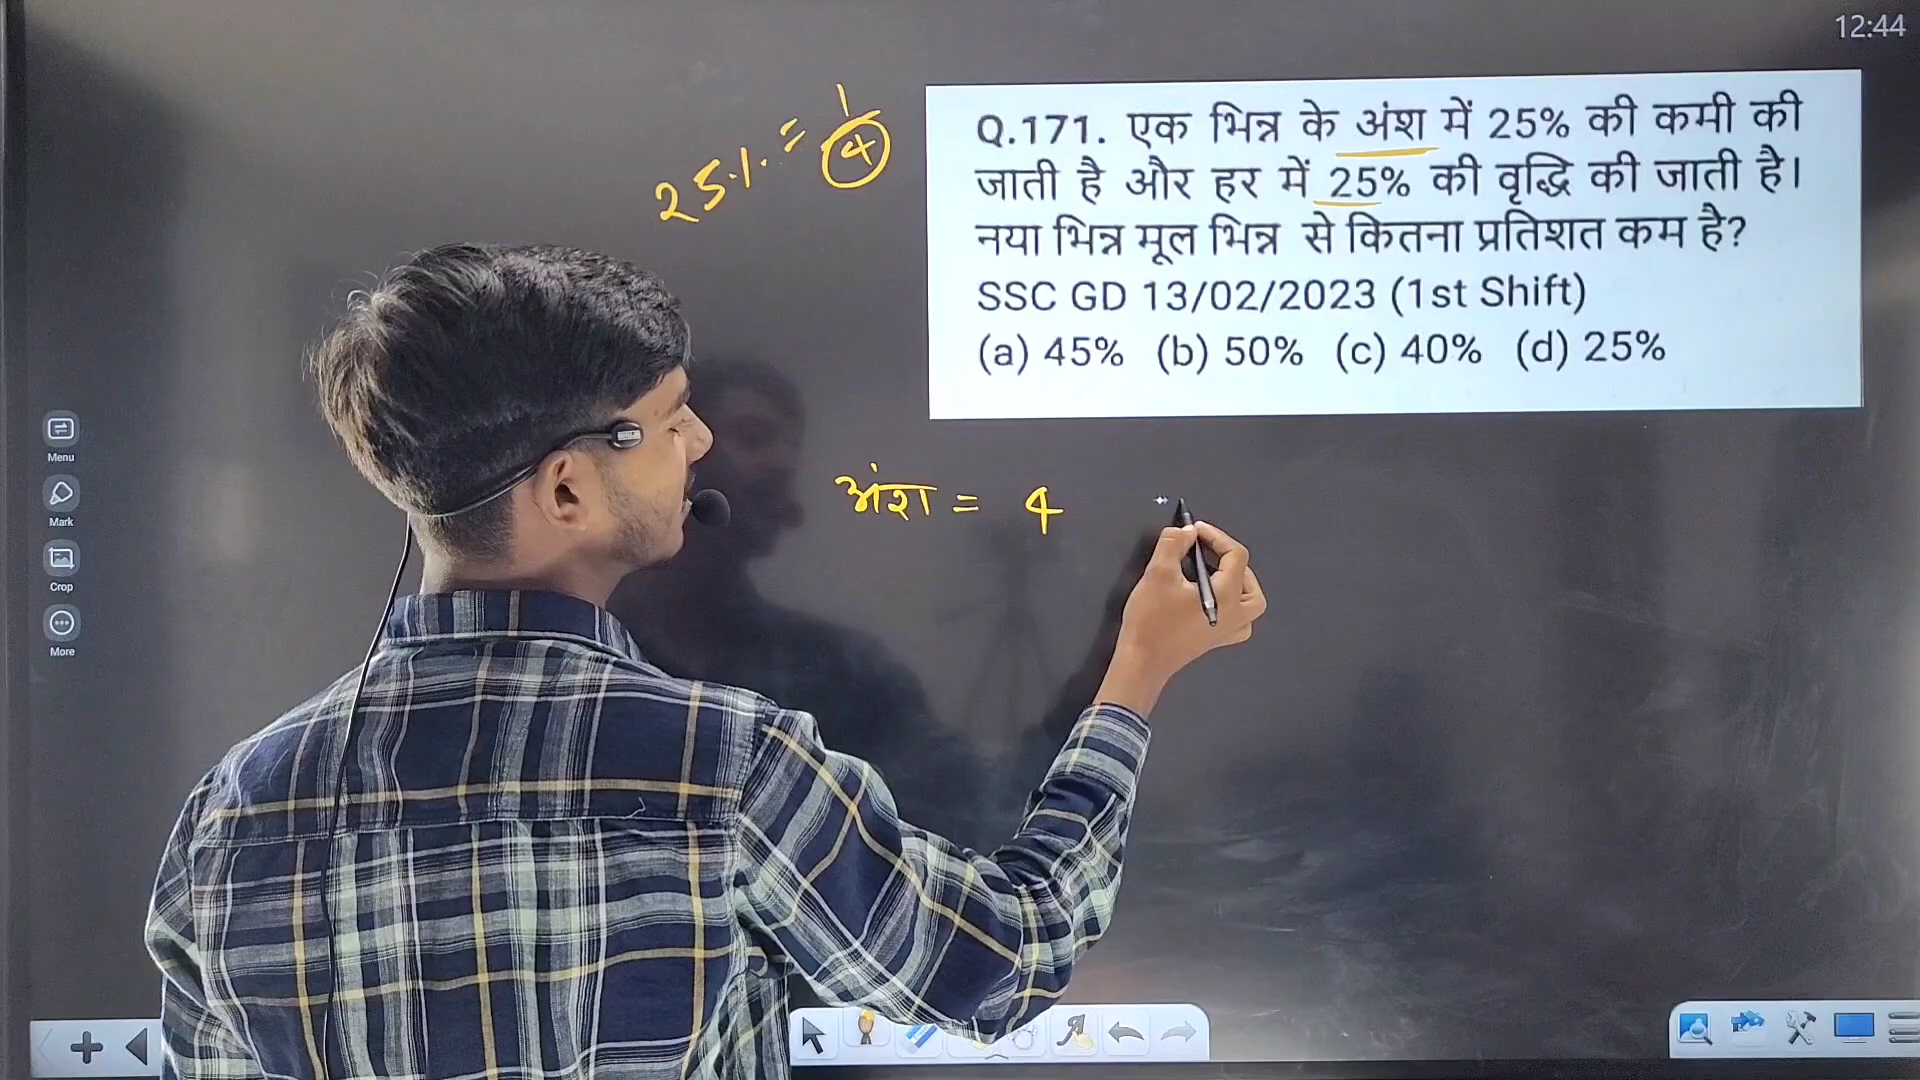 12:44
25% = 1/4
Q.171. एक भिन्न के अंश में 25% की कमी की
जाती है और हर में 25% की वृद्धि की जाती है।
नया भिन्न मूल भिन्न से कितना प्रतिशत कम है?
SSC GD 13/02/2023 (1st Shift)
(a) 45% (b) 50% (c) 40% (d) 25%
अंश = 4
Menu
Mark
Crop
More